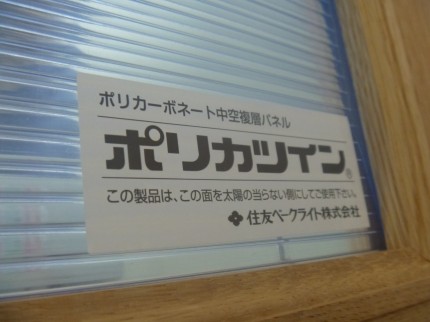 ポリカーボネート中空複層パネル
ポリカツイン®
この製品は、この面を太陽の当らない側にしてご使用下さい。
住友ベークライト株式会社